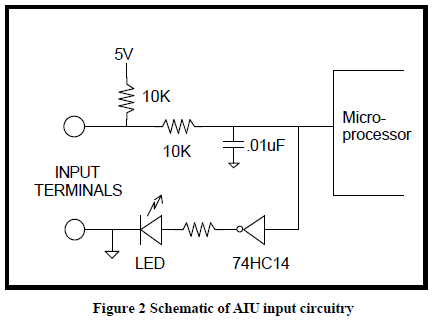 5V
10K
10K
.01uF
Micro-
processor
INPUT
TERMINALS
LED
74HC14
Figure 2 Schematic of AIU input circuitry